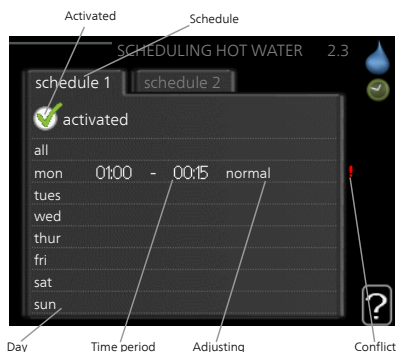 Activated Schedule
SCHEDULING HOT WATER 2.3
schedule 1 schedule 2
activated
all
mon 01:00 - 00:15 normal !
tues
wed
thur
fri
sat
sun
?
Day Time period Adjusting Conflict